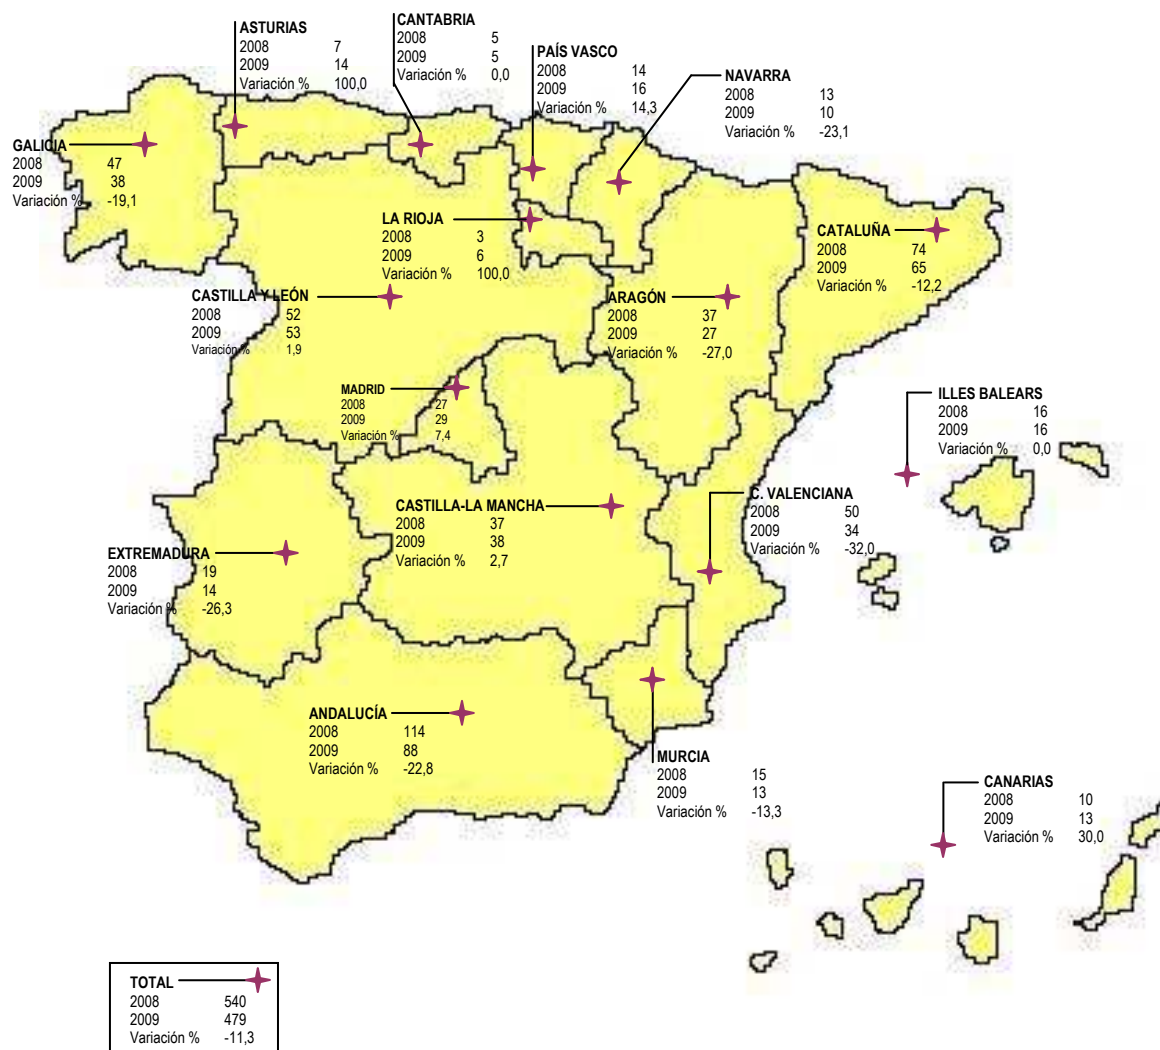 ASTURIAS
2008 7
2009 14
Variación % 100,0
CANTABRIA
2008 5
2009 5
Variación % 0,0
PAÍS VASCO
2008 14
2009 16
Variación % 14,3
NAVARRA
2008 13
2009 10
Variación % -23,1
GALICIA
2008 47
2009 38
Variación % -19,1
LA RIOJA
2008 3
2009 6
Variación % 100,0
CATALUÑA
2008 74
2009 65
Variación % -12,2
CASTILLA Y LEÓN
2008 52
2009 53
Variación % 1,9
ARAGÓN
2008 37
2009 27
Variación % -27,0
MADRID
2008 27
2009 29
Variación % 7,4
ILLES BALEARS
2008 16
2009 16
Variación % 0,0
CASTILLA-LA MANCHA
2008 37
2009 38
Variación % 2,7
C. VALENCIANA
2008 50
2009 34
Variación % -32,0
EXTREMADURA
2008 19
2009 14
Variación % -26,3
ANDALUCÍA
2008 114
2009 88
Variación % -22,8
MURCIA
2008 15
2009 13
Variación % -13,3
CANARIAS
2008 10
2009 13
Variación % 30,0
TOTAL
2008 540
2009 479
Variación % -11,3